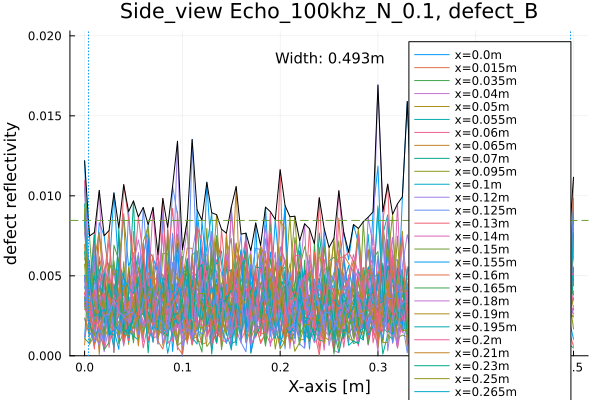 Side_view Echo_100khz_N_0.1, defect_B
0.020
0.015
0.010
0.005
0.000
defect reflectivity
Width: 0.493m
0.0
0.1
0.2
0.3
.5
X-axis [m]
x=0.0m
x=0.015m
x=0.035m
x=0.04m
x=0.05m
x=0.055m
x=0.06m
x=0.065m
x=0.07m
x=0.095m
x=0.1m
x=0.12m
x=0.125m
x=0.13m
x=0.14m
x=0.15m
x=0.155m
x=0.16m
x=0.165m
x=0.18m
x=0.19m
x=0.195m
x=0.2m
x=0.21m
x=0.23m
x=0.25m
x=0.265m